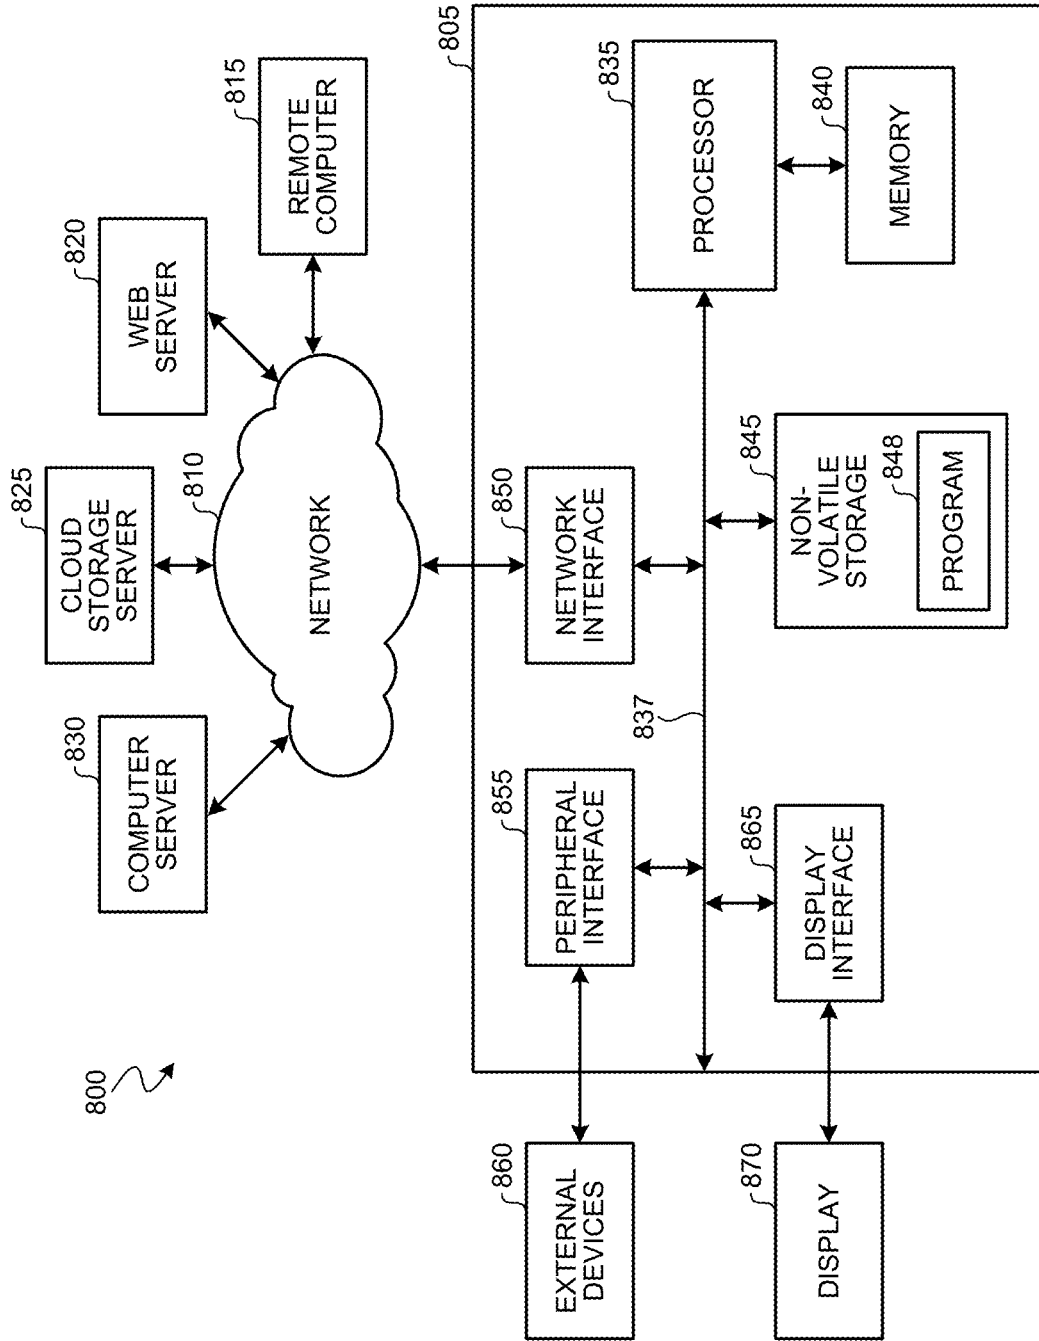 800
COMPUTER
SERVER
830
CLOUD
STORAGE
SERVER
825
WEB
SERVER
820
REMOTE
COMPUTER
815
NETWORK
810
805
EXTERNAL
DEVICES
860
PERIPHERAL
INTERFACE
855
NETWORK
INTERFACE
850
PROCESSOR
835
837
DISPLAY
870
DISPLAY
INTERFACE
865
NON-
VOLATILE
STORAGE
845
PROGRAM
848
MEMORY
840